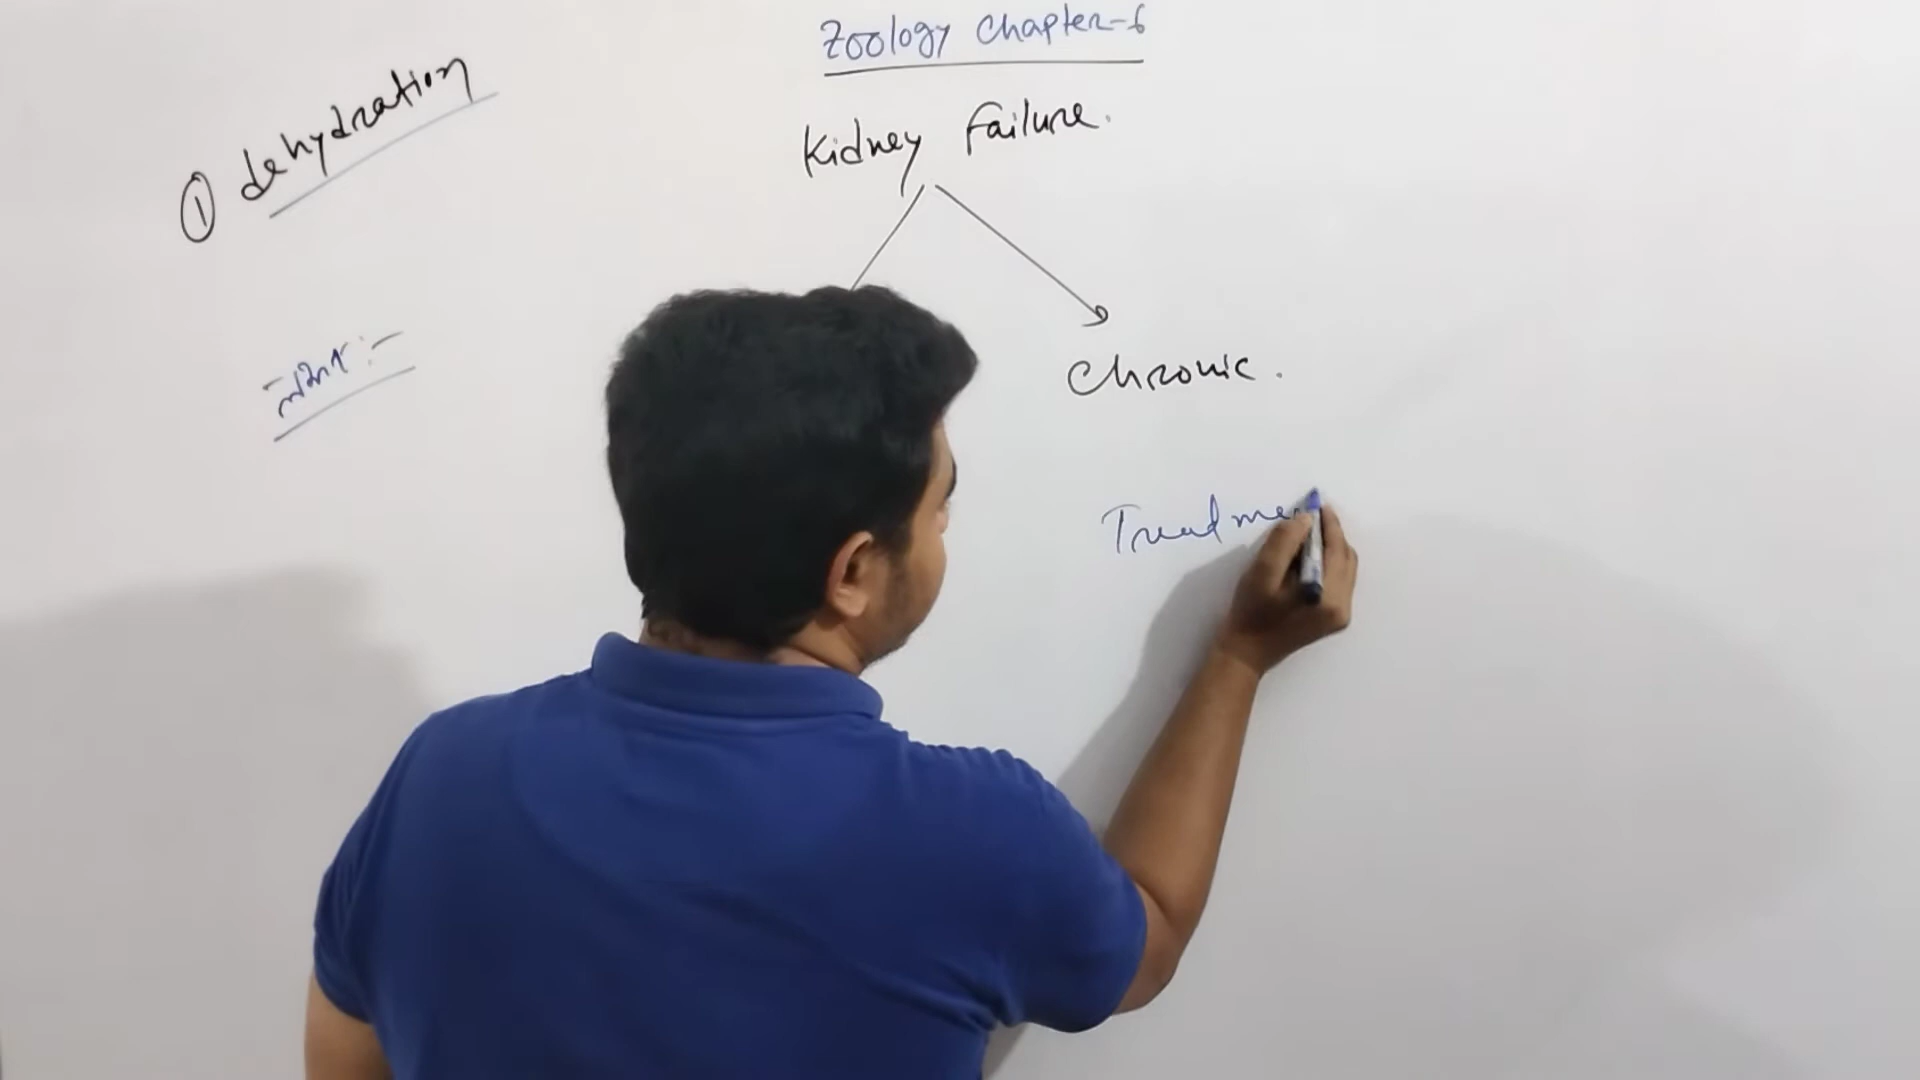 Zoology Chapter-6
Kidney Failure.
① dehydration
Chronic.
Treatme